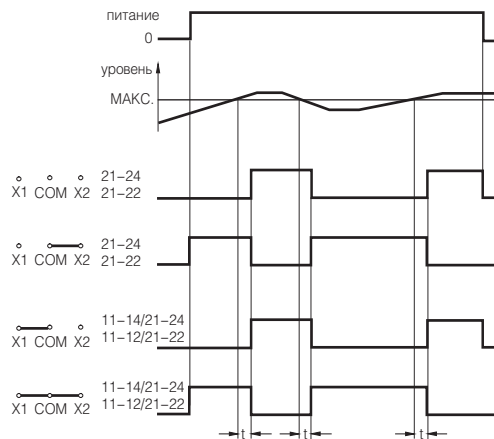 питание
0
уровень
МАКС.
21–24
21–22
X1 COM X2
21–24
21–22
X1 COM X2
11–14/21–24
11–12/21–22
X1 COM X2
11–14/21–24
11–12/21–22
X1 COM X2
t
t
t